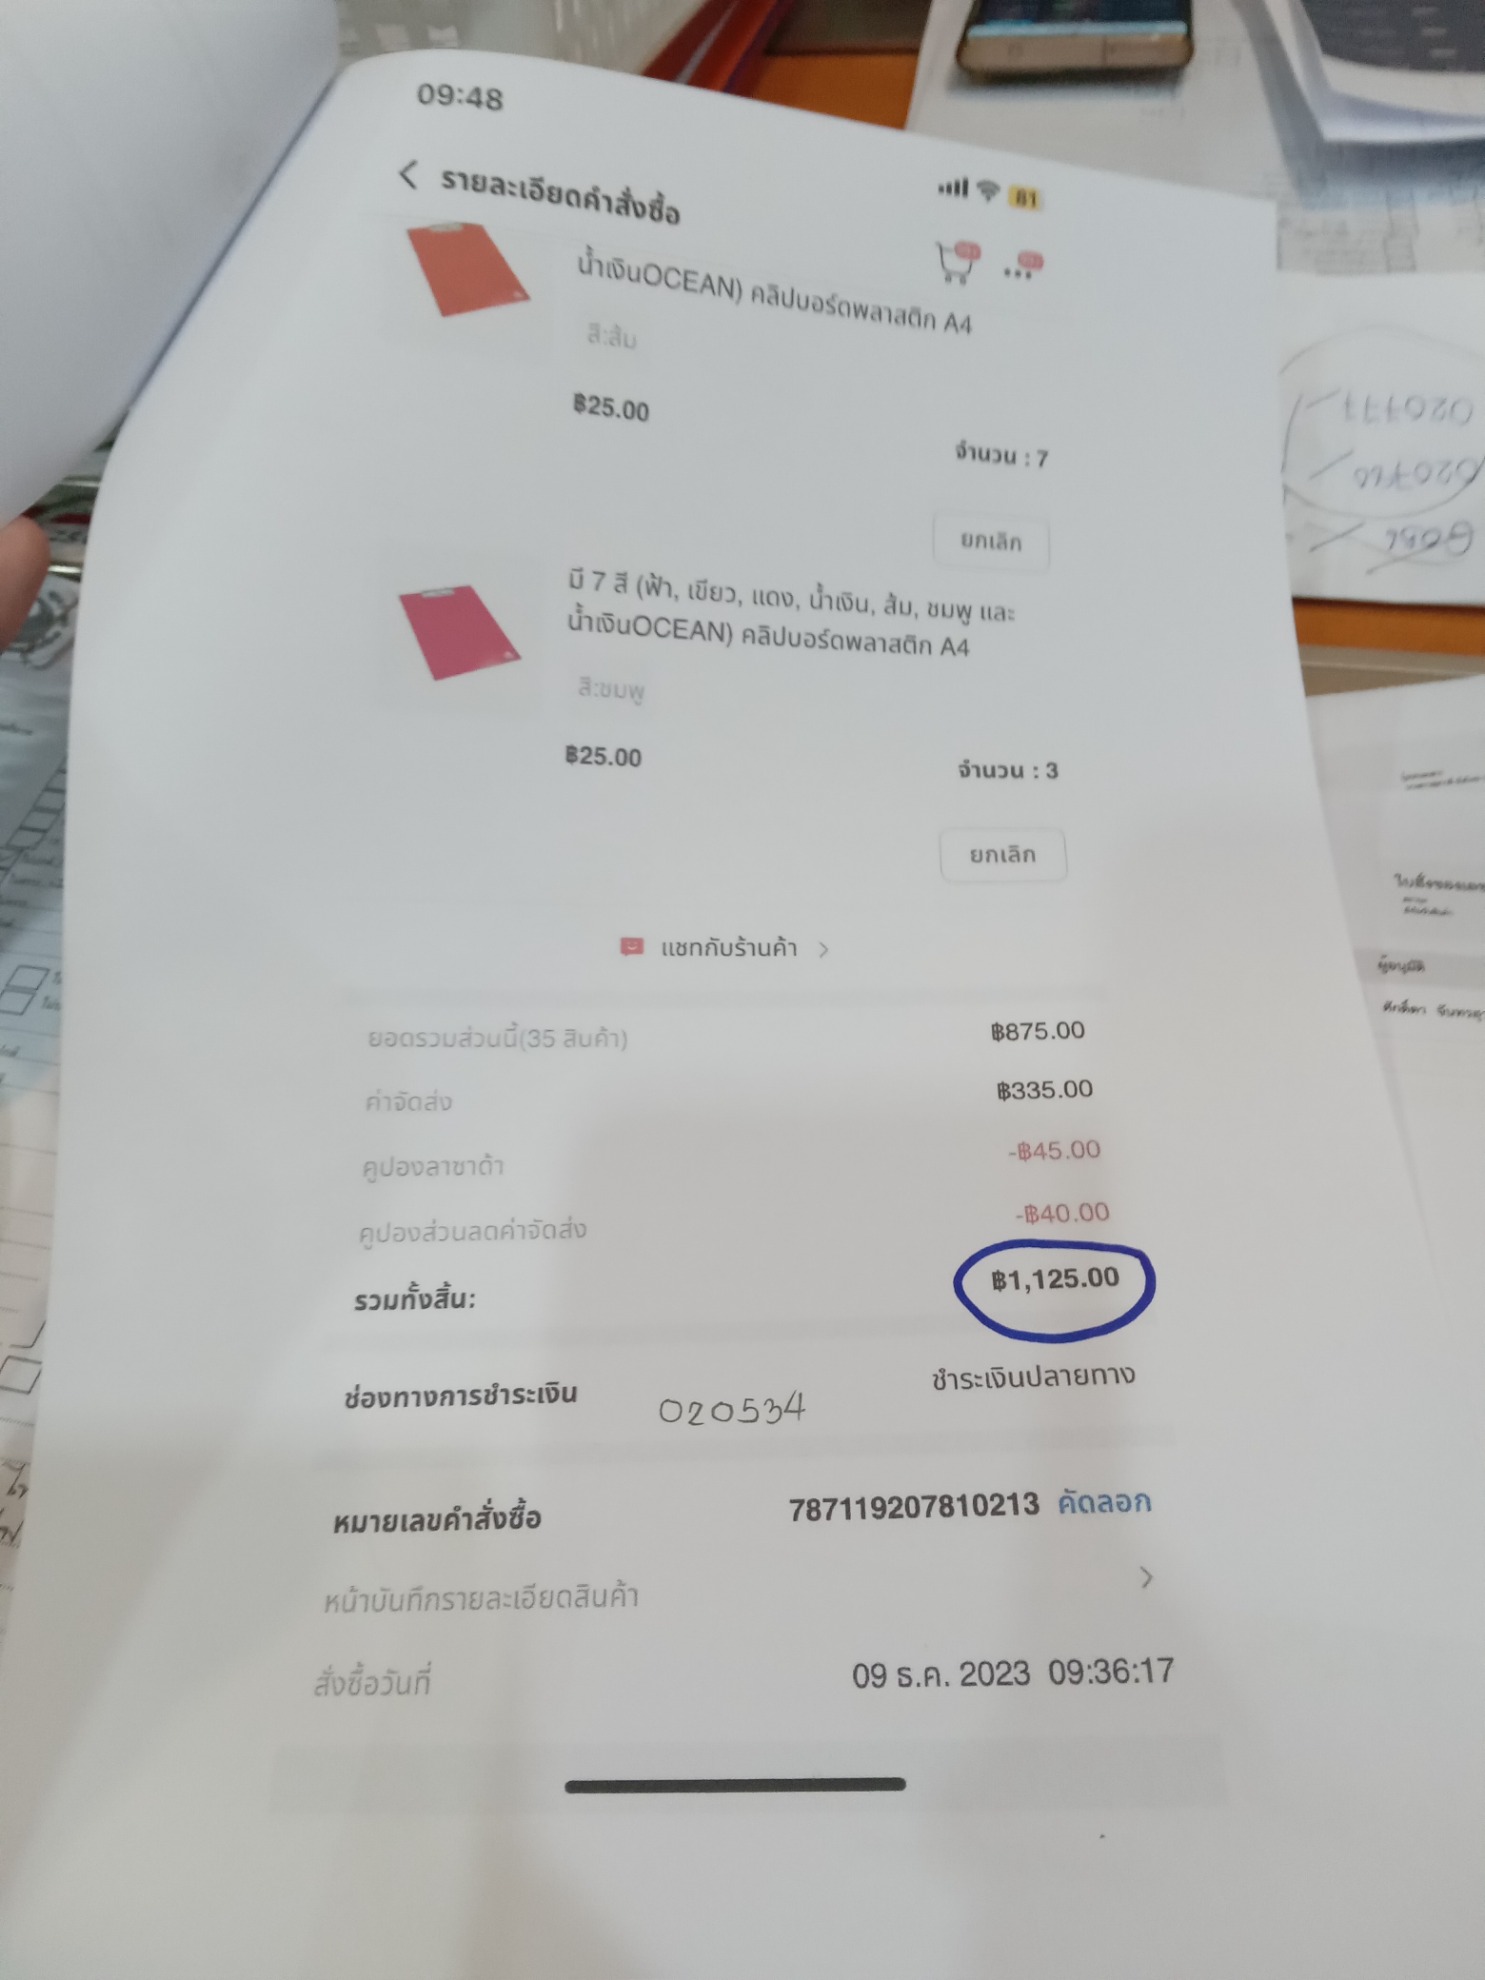 09:48
81
รายละเอียดคำสั่งซื้อ
น้ำเงินOCEAN) คลิปบอร์ดพลาสติก A4
สี:ส้ม
฿25.00
จำนวน : 7
ยกเลิก
มี 7 สี (ฟ้า, เขียว, แดง, น้ำเงิน, ส้ม, ชมพู และ
น้ำเงินOCEAN) คลิปบอร์ดพลาสติก A4
สี:ชมพู
฿25.00
จำนวน : 3
ยกเลิก
แชทกับร้านค้า
ยอดรวมส่วนนี้(35 สินค้า) ฿875.00
ค่าจัดส่ง ฿335.00
คูปองลาซาด้า -฿45.00
คูปองส่วนลดค่าจัดส่ง -฿40.00
รวมทั้งสิ้น: ฿1,125.00
ช่องทางการชำระเงิน 020534 ชำระเงินปลายทาง
หมายเลขคำสั่งซื้อ 787119207810213 คัดลอก
หน้าบันทึกรายละเอียดสินค้า
สั่งซื้อวันที่ 09 ธ.ค. 2023 09:36:17
020777
020760
ผู้อนุมัติ